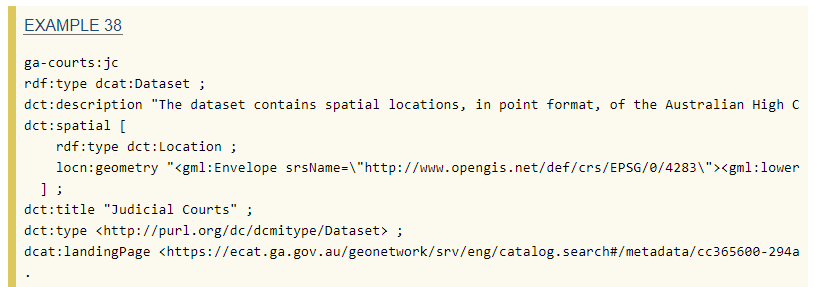 EXAMPLE 38
ga-courts:jc
rdf:type dcat:Dataset ;
dct:description "The dataset contains spatial locations, in point format, of the Australian High C
dct:spatial [
rdf:type dct:Location ;
locn:geometry "<gml:Envelope srsName=\"http://www.opengis.net/def/crs/EPSG/0/4283\"><gml:lower
] ;
dct:title "Judicial Courts" ;
dct:type <http://purl.org/dc/dcmitype/Dataset> ;
dcat:landingPage <https://ecat.ga.gov.au/geonetwork/srv/eng/catalog.search#/metadata/cc365600-294a
.